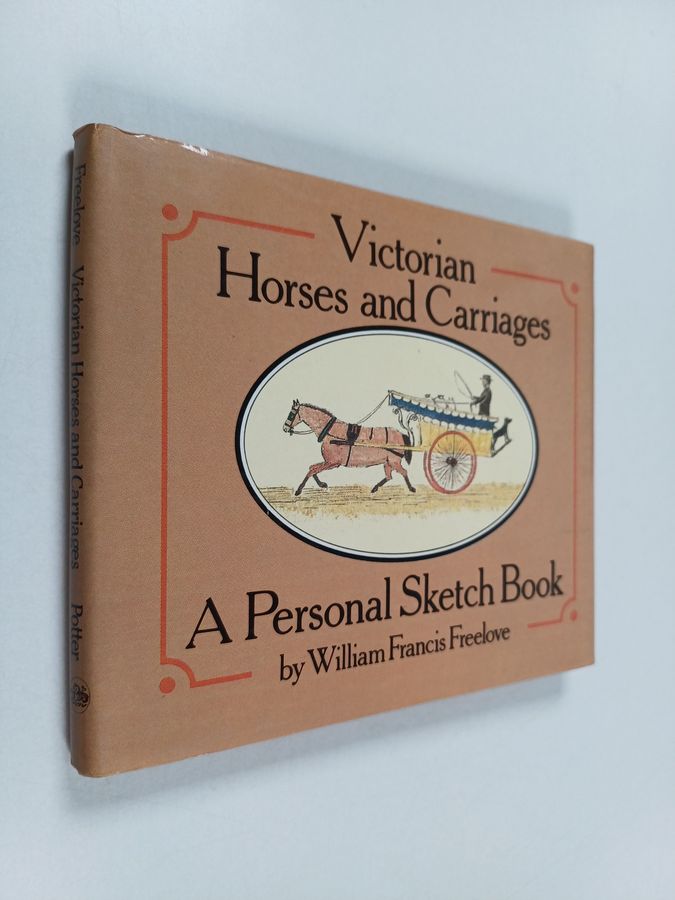 Freelove Victorian Horses and Carriages Potter
Victorian
Horses and Carriages
A Personal Sketch Book
by William Francis Freelove